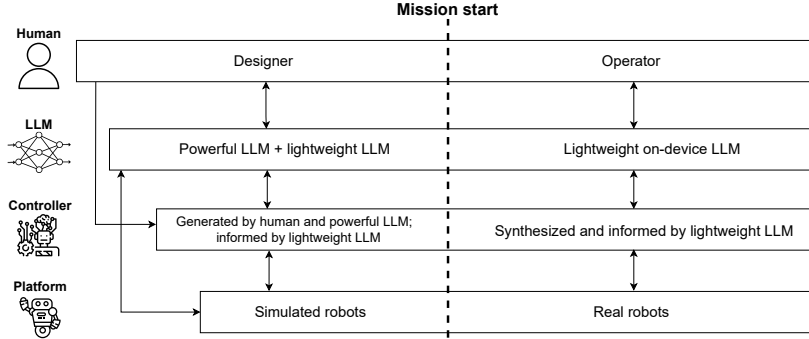 Mission start
Human
Designer
Operator
LLM
Powerful LLM + lightweight LLM
Lightweight on-device LLM
Controller
Generated by human and powerful LLM;
informed by lightweight LLM
Synthesized and informed by lightweight LLM
Platform
Simulated robots
Real robots